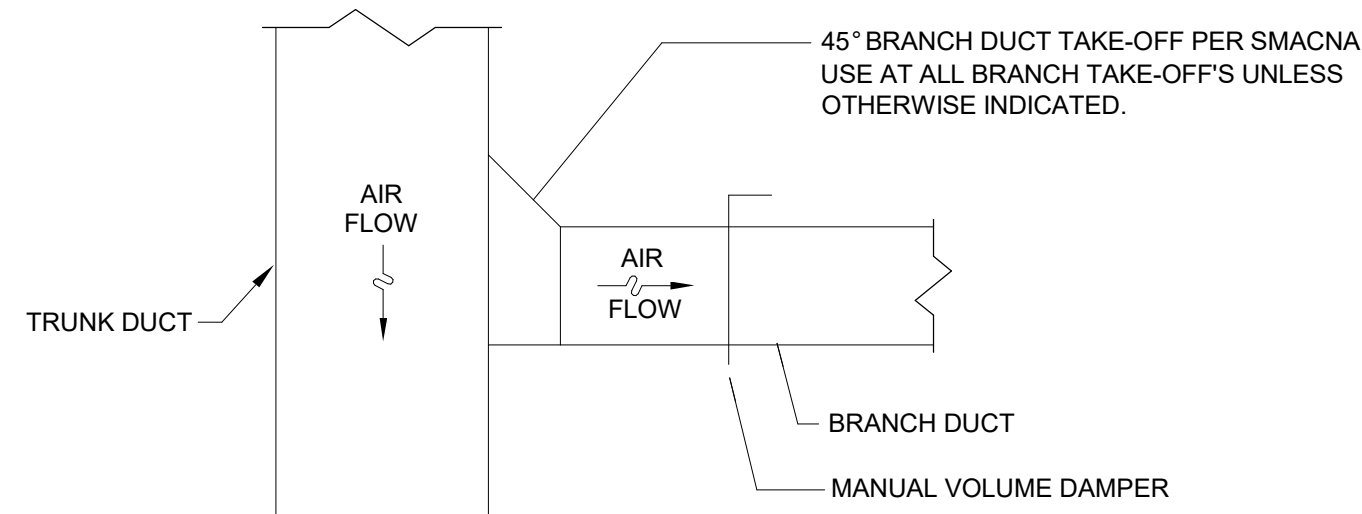 45° BRANCH DUCT TAKE-OFF PER SMACNA
USE AT ALL BRANCH TAKE-OFF'S UNLESS
OTHERWISE INDICATED.
AIR
FLOW
AIR
FLOW
TRUNK DUCT
BRANCH DUCT
MANUAL VOLUME DAMPER